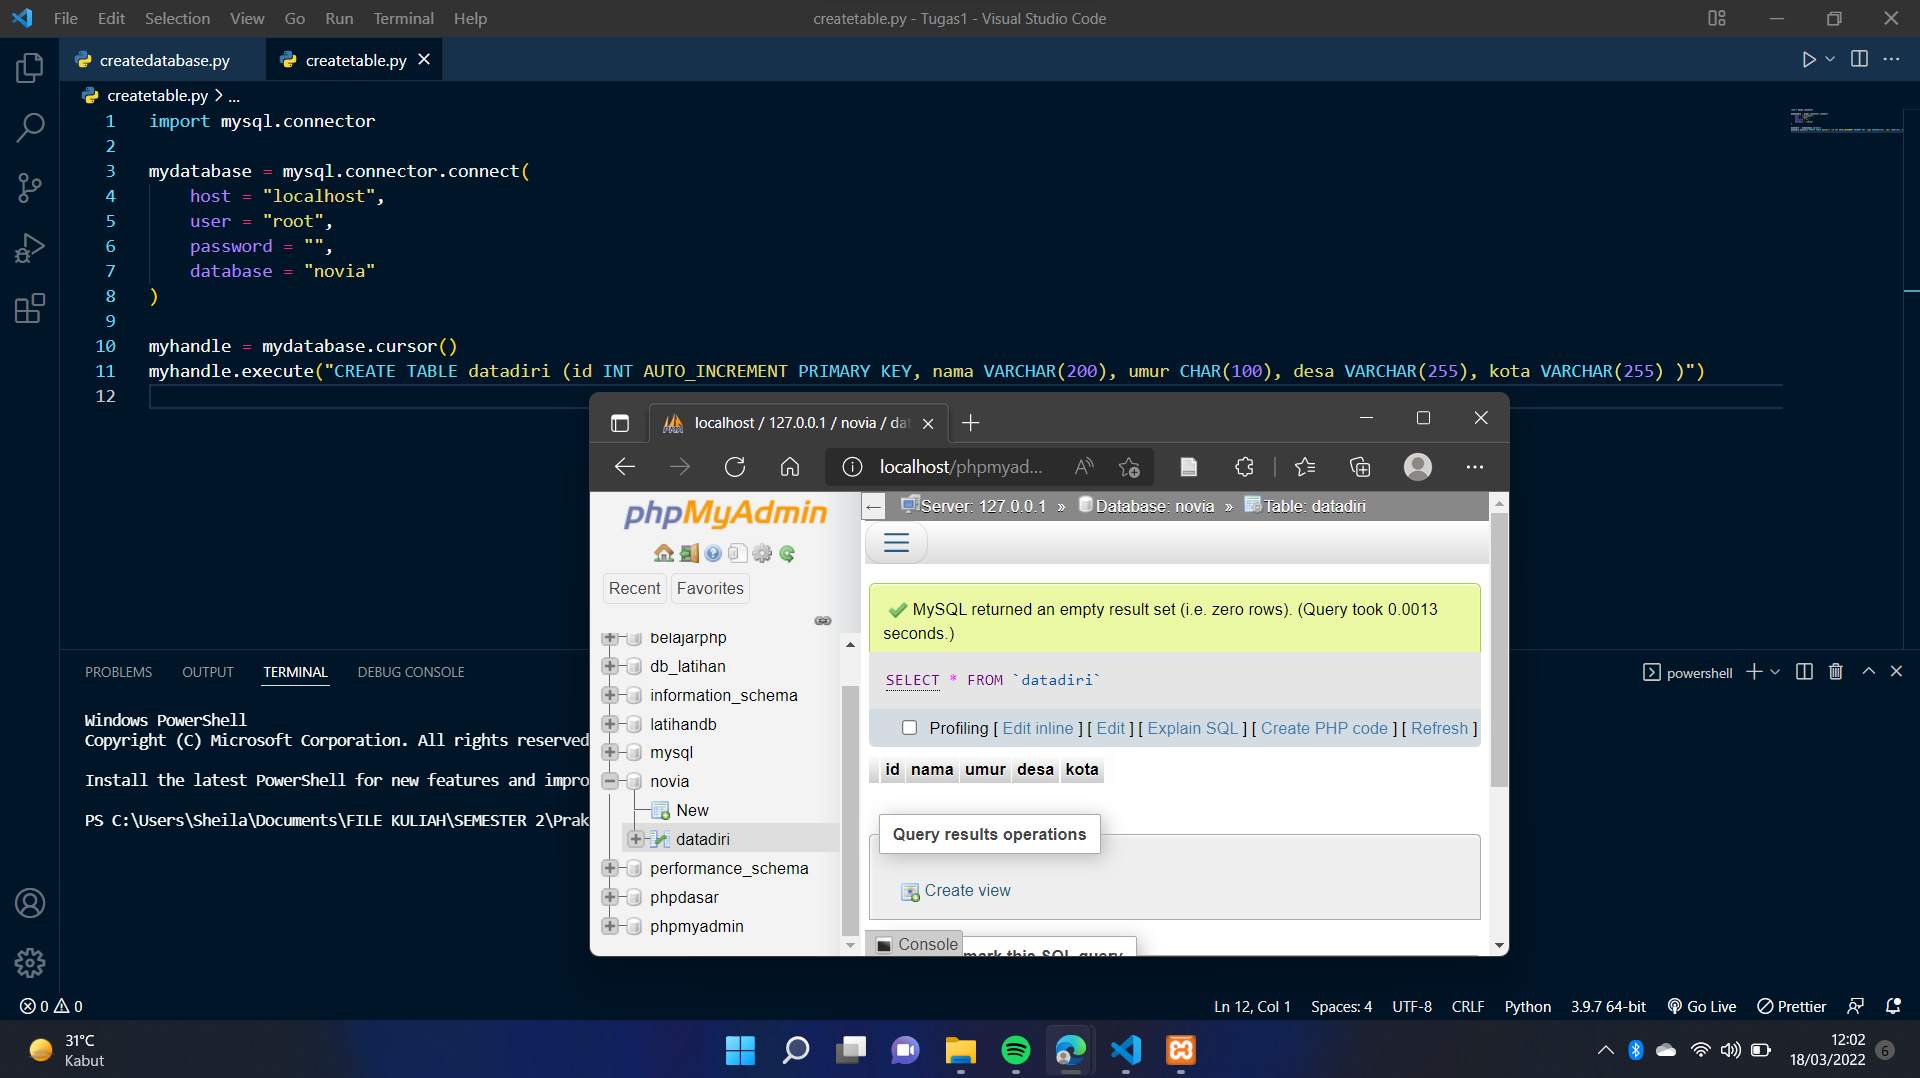 File Edit Selection View Go Run Terminal Help
createtable.py - Tugas1 - Visual Studio Code
createdatabase.py
createtable.py
createtable.py > ...
1 import mysql.connector
2
3 mydatabase = mysql.connector.connect(
4 host = "localhost",
5 user = "root",
6 password = "",
7 database = "novia"
8 )
9
10 myhandle = mydatabase.cursor()
11 myhandle.execute("CREATE TABLE datadiri (id INT AUTO_INCREMENT PRIMARY KEY, nama VARCHAR(200), umur CHAR(100), desa VARCHAR(255), kota VARCHAR(255) )")
12
PROBLEMS OUTPUT TERMINAL DEBUG CONSOLE
powershell
Windows PowerShell
Copyright (C) Microsoft Corporation. All rights reserved
Install the latest PowerShell for new features and impro
PS C:\Users\Sheila\Documents\FILE KULIAH\SEMESTER 2\Prak
localhost / 127.0.0.1 / novia / dat
localhost/phpmyad...
phpMyAdmin
Recent Favorites
belajarphp
db_latihan
information_schema
latihandb
mysql
novia
New
datadiri
performance_schema
phpdasar
phpmyadmin
Server: 127.0.0.1 » Database: novia » Table: datadiri
MySQL returned an empty result set (i.e. zero rows). (Query took 0.0013
seconds.)
SELECT * FROM `datadiri`
Profiling [ Edit inline ] [ Edit ] [ Explain SQL ] [ Create PHP code ] [ Refresh ]
id nama umur desa kota
Query results operations
Create view
Console
mark this SQL query
0 0
Ln 12, Col 1 Spaces: 4 UTF-8 CRLF Python 3.9.7 64-bit Go Live Prettier
31°C
Kabut
12:02
18/03/2022
6